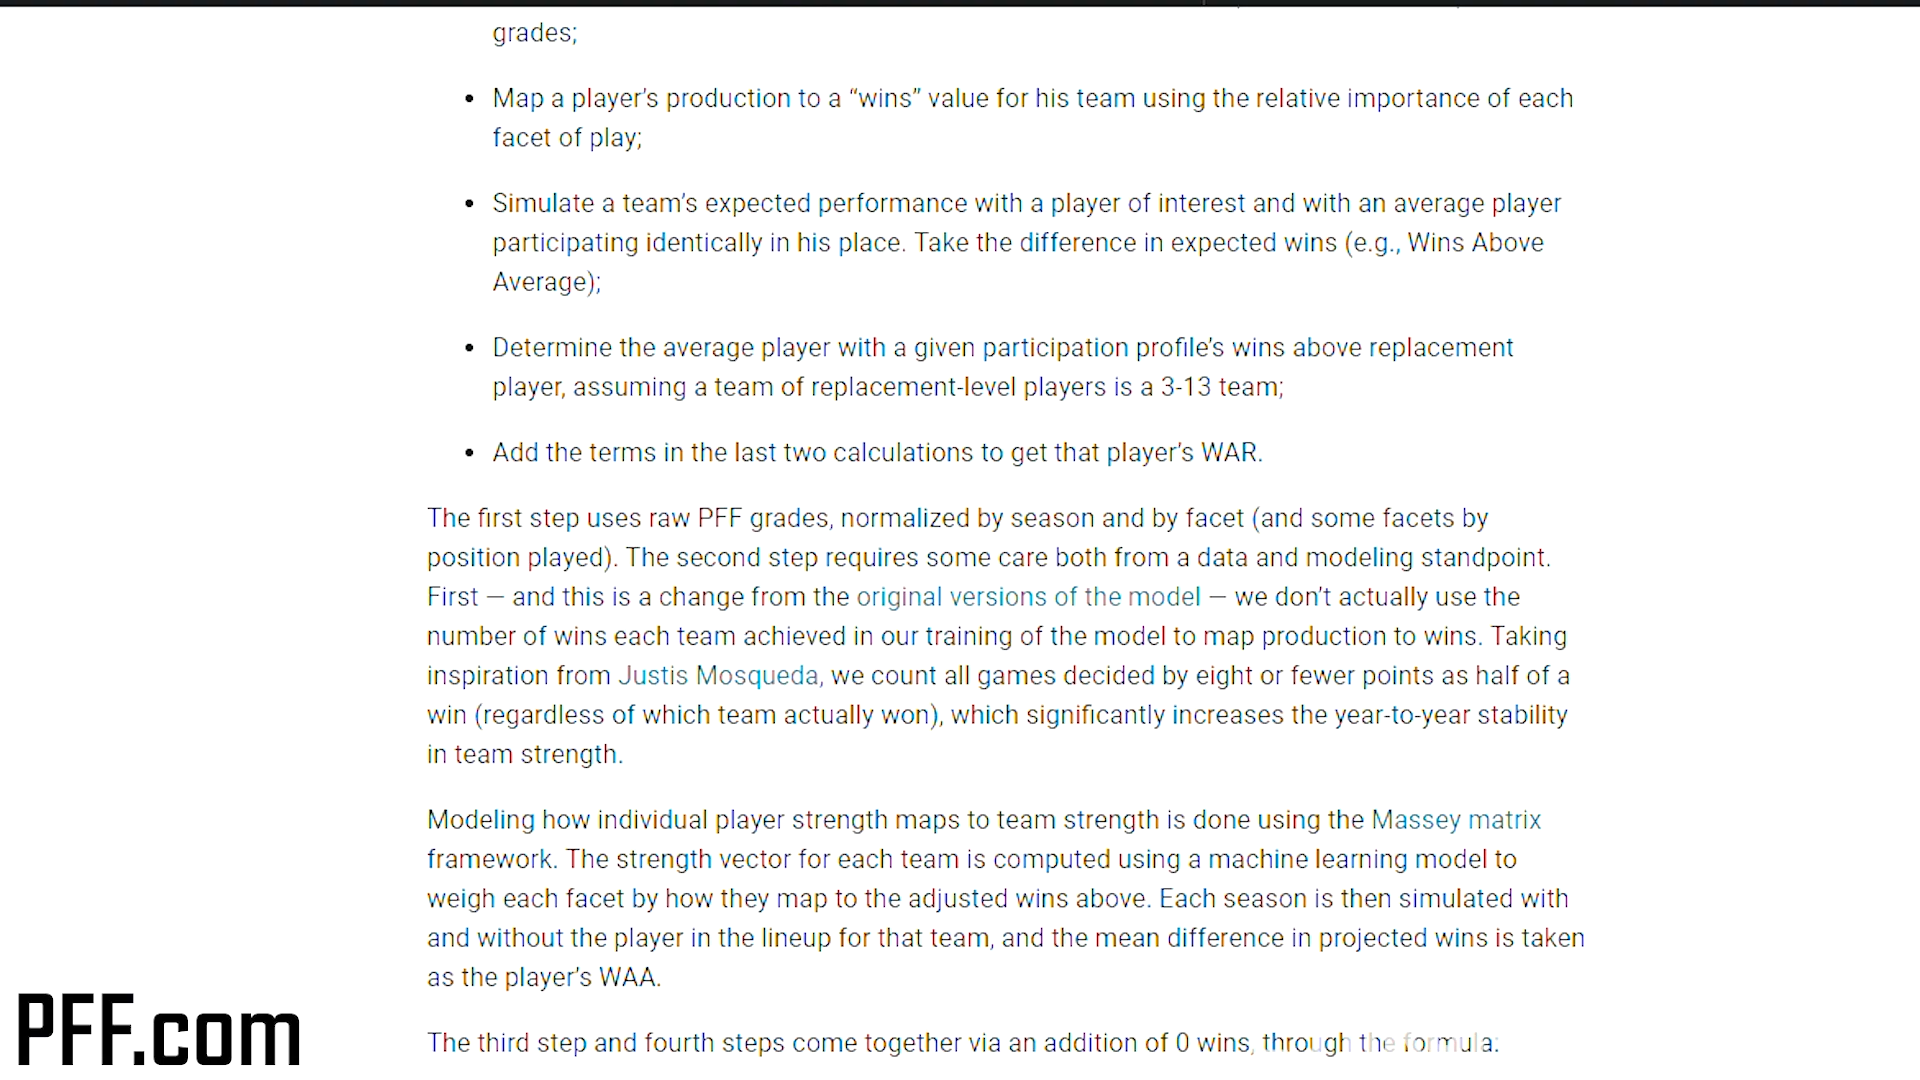 grades;
• Map a player's production to a “wins” value for his team using the relative importance of each
facet of play;
• Simulate a team's expected performance with a player of interest and with an average player
participating identically in his place. Take the difference in expected wins (e.g., Wins Above
Average);
• Determine the average player with a given participation profile's wins above replacement
player, assuming a team of replacement-level players is a 3-13 team;
• Add the terms in the last two calculations to get that player's WAR.
The first step uses raw PFF grades, normalized by season and by facet (and some facets by
position played). The second step requires some care both from a data and modeling standpoint.
First — and this is a change from the original versions of the model — we don't actually use the
number of wins each team achieved in our training of the model to map production to wins. Taking
inspiration from Justis Mosqueda, we count all games decided by eight or fewer points as half of a
win (regardless of which team actually won), which significantly increases the year-to-year stability
in team strength.
Modeling how individual player strength maps to team strength is done using the Massey matrix
framework. The strength vector for each team is computed using a machine learning model to
weigh each facet by how they map to the adjusted wins above. Each season is then simulated with
and without the player in the lineup for that team, and the mean difference in projected wins is taken
as the player's WAA.
The third step and fourth steps come together via an addition of 0 wins, through the formula:
PFF.com